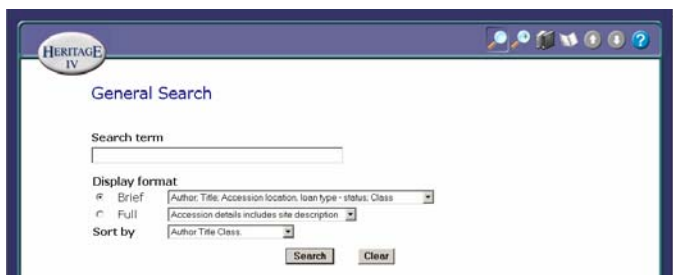 HERITAGE
IV
General Search
Search term
Display format
Brief Author; Title; Accession location, loan type - status; Class
Full Accession details includes site description
Sort by Author Title Class.
Search Clear